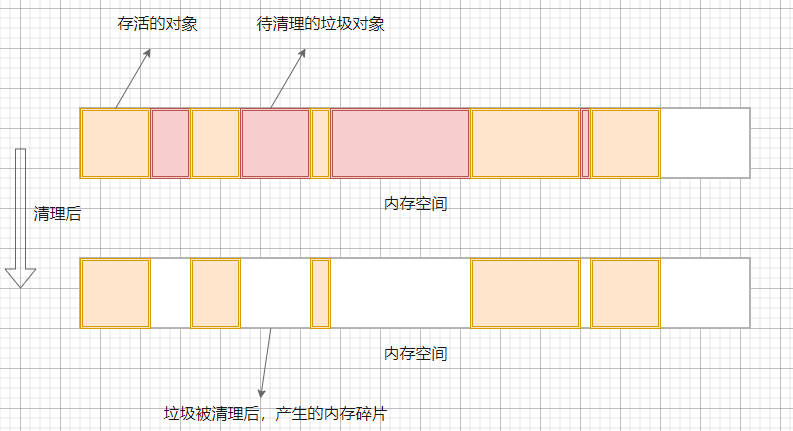 存活的对象
待清理的垃圾对象
内存空间
清理后
内存空间
垃圾被清理后，产生的内存碎片